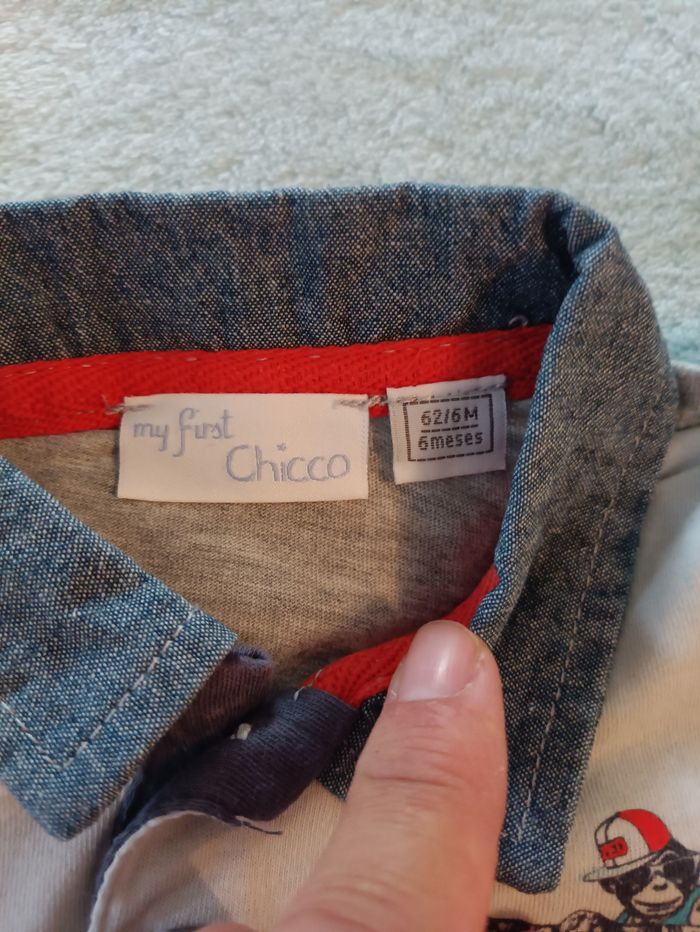 my first
Chicco
62/6M
6meses